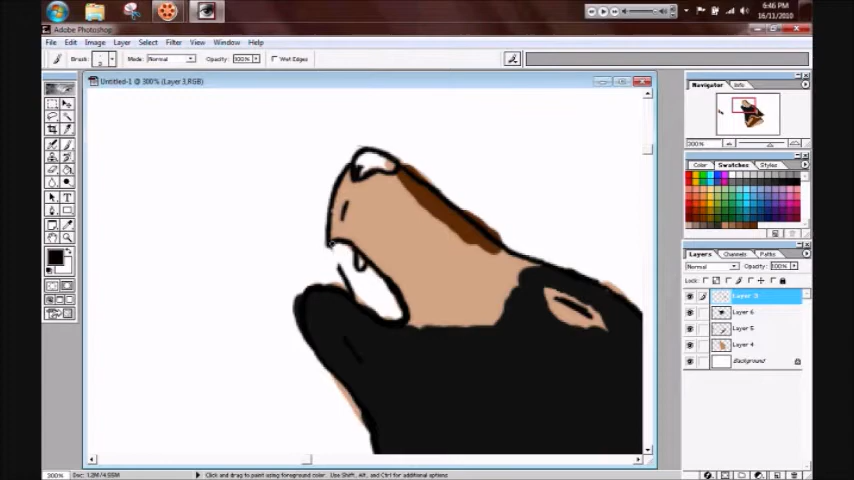 6:46 PM
16/11/2010
Adobe Photoshop
File Edit Image Layer Select Filter View Window Help
Brush: Mode: Normal Opacity: 100% Wet Edges
Untitled-1 @ 300% (Layer 3,RGB)
Navigator Info
300%
Color Swatches Styles
Layers Channels Paths
Normal Opacity: 100%
Lock:
Layer 3
Layer 6
Layer 5
Layer 4
Background
300% Doc: 1.2M/4.55M Click and drag to paint using foreground color. Use Shift, Alt, and Ctrl for additional options